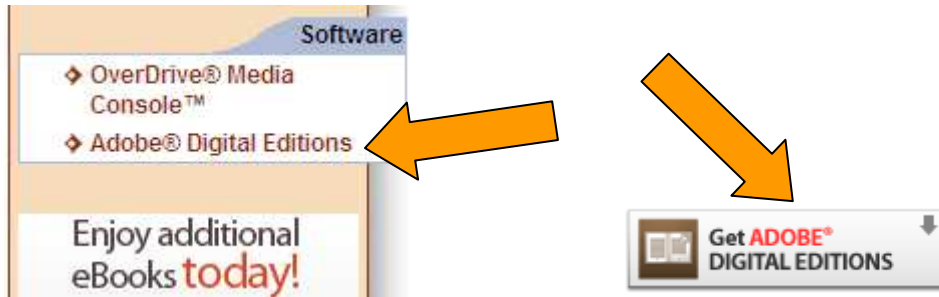 Software
OverDrive® Media
Console™
Adobe® Digital Editions
Enjoy additional
eBooks today!
Get ADOBE®
DIGITAL EDITIONS